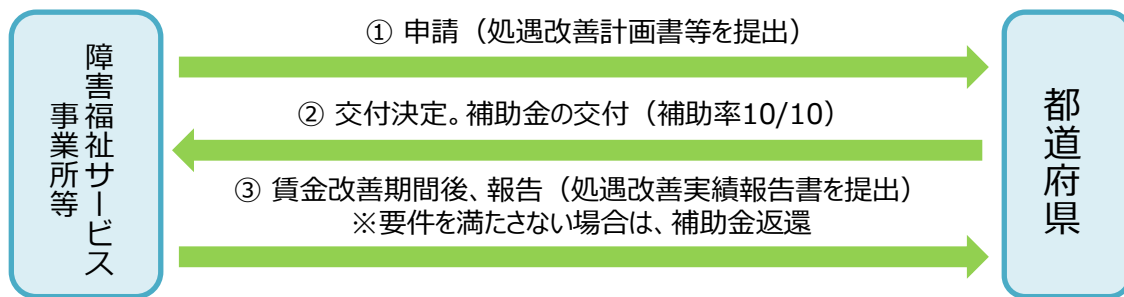 障害福祉サービス
事業所等
① 申請（処遇改善計画書等を提出）
② 交付決定。補助金の交付（補助率10/10）
③ 賃金改善期間後、報告（処遇改善実績報告書を提出）
※要件を満たさない場合は、補助金返還
都道府県